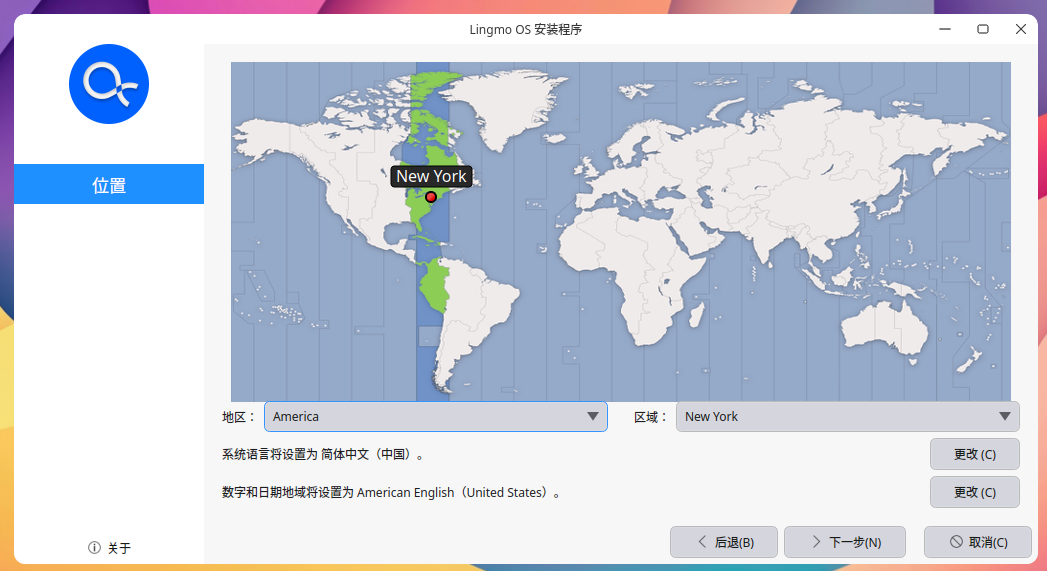 Lingmo OS 安装程序
位置
New York
地区： America 区域： New York
系统语言将设置为 简体中文（中国）。 更改 (C)
数字和日期地域将设置为 American English（United States）。 更改 (C)
关于 后退(B) 下一步(N) 取消(C)